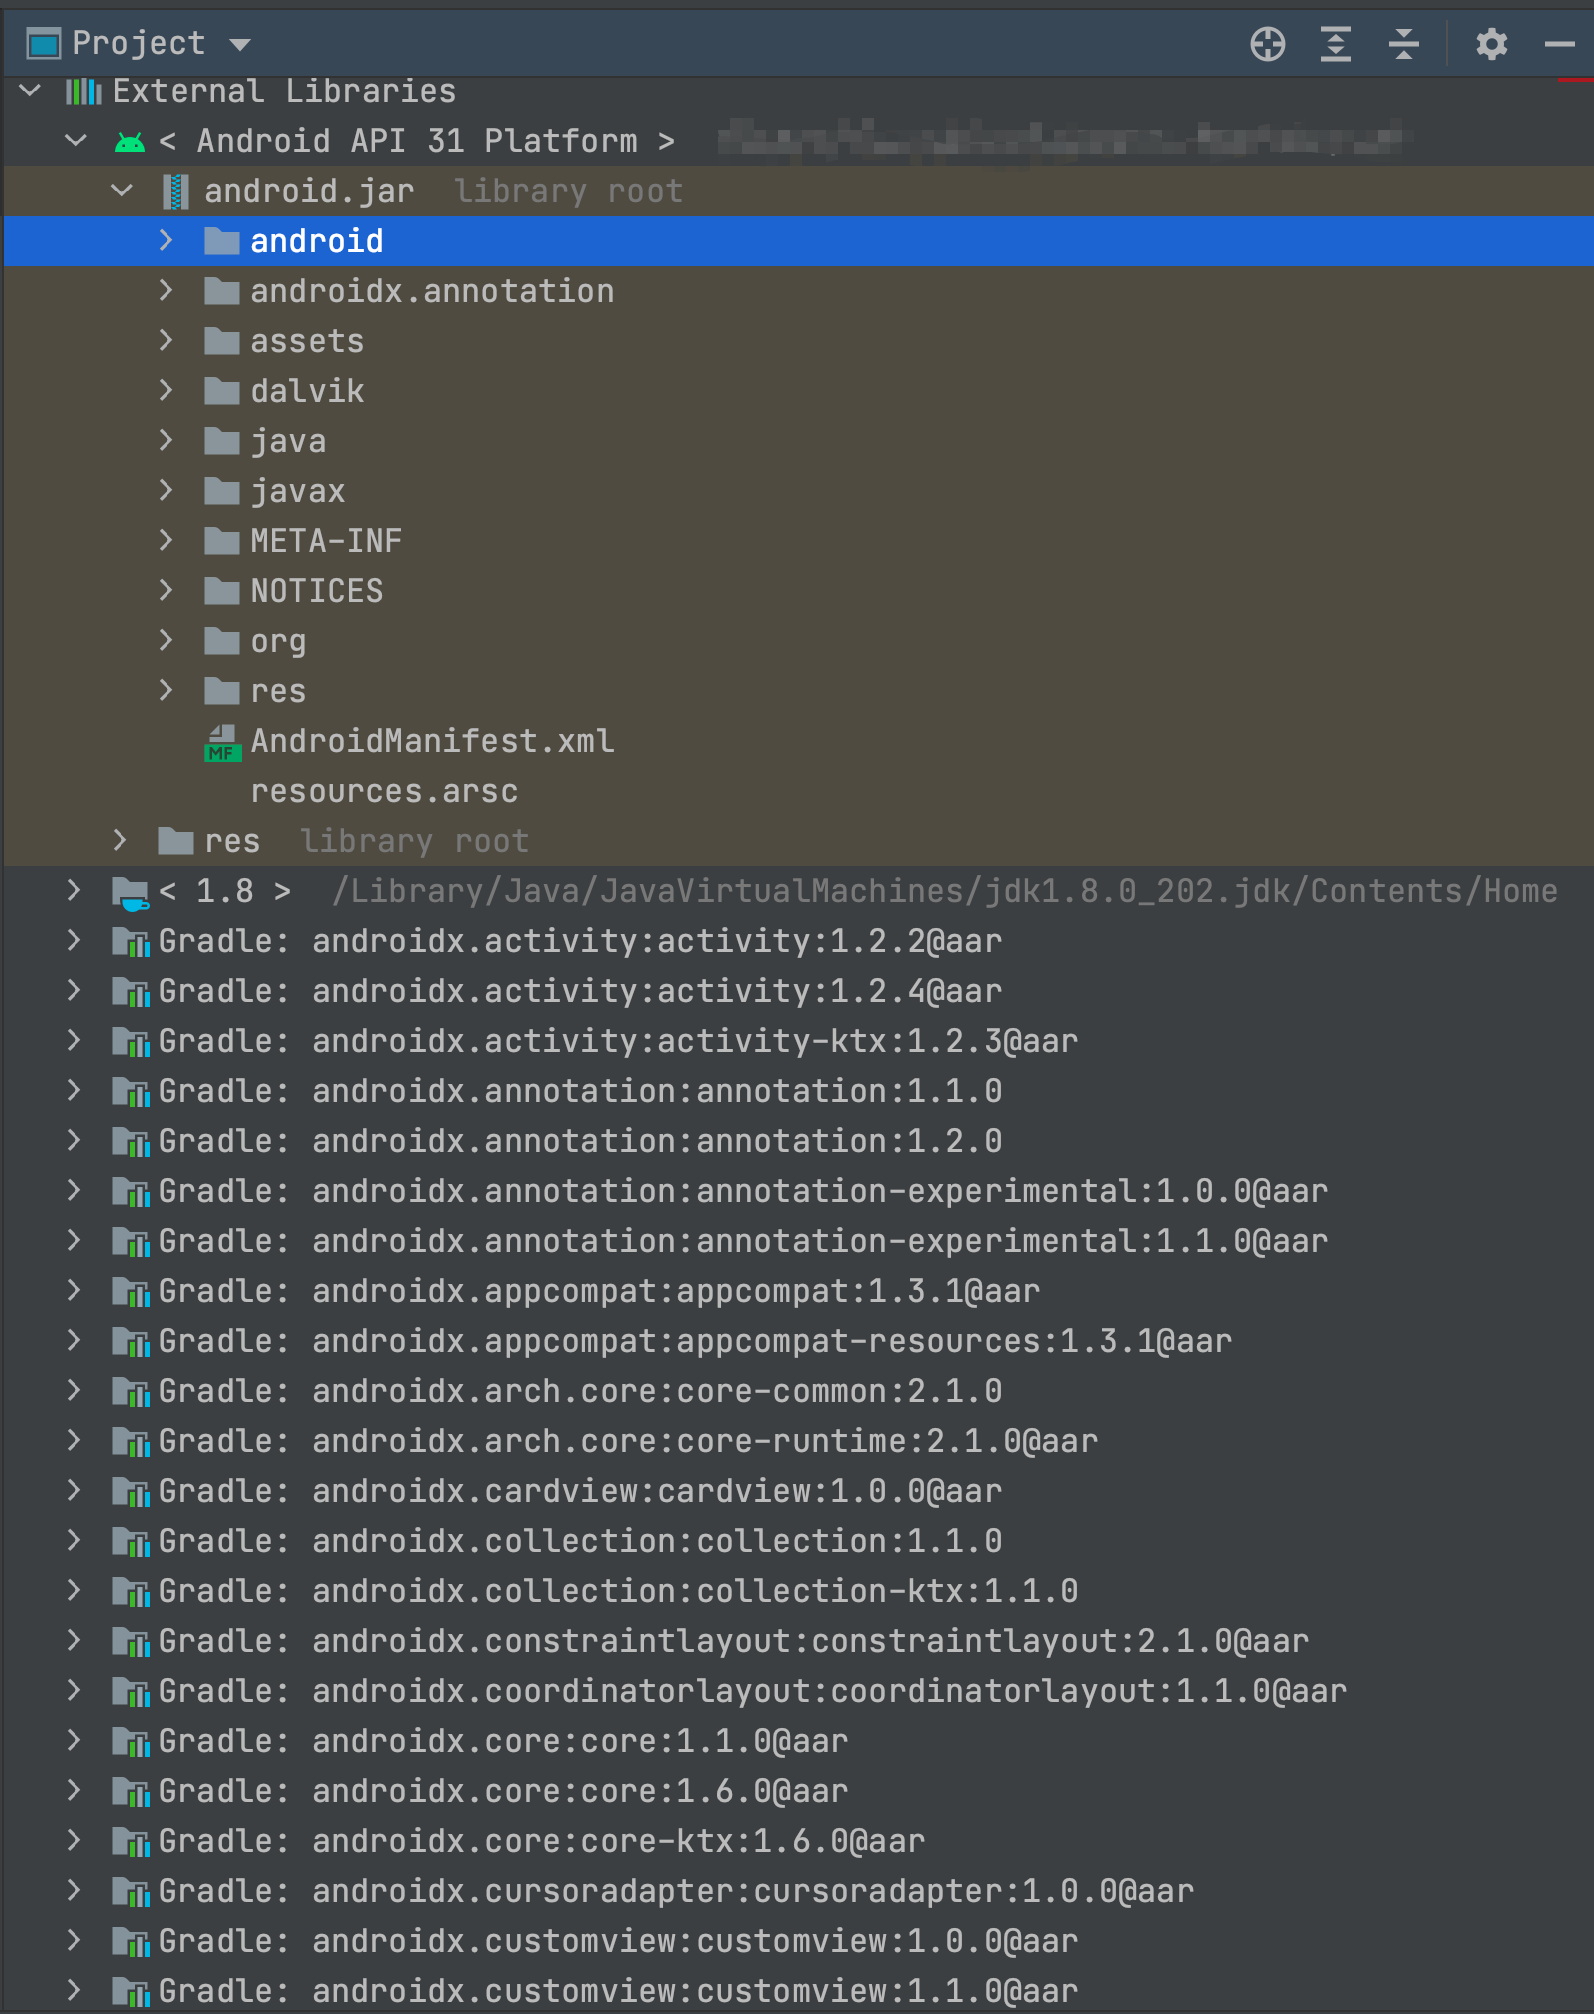 Project
External Libraries
< Android API 31 Platform >
android.jar library root
android
androidx.annotation
assets
dalvik
java
javax
META-INF
NOTICES
org
res
MF AndroidManifest.xml
resources.arsc
res library root
< 1.8 > /Library/Java/JavaVirtualMachines/jdk1.8.0_202.jdk/Contents/Home
Gradle: androidx.activity:activity:1.2.2@aar
Gradle: androidx.activity:activity:1.2.4@aar
Gradle: androidx.activity:activity-ktx:1.2.3@aar
Gradle: androidx.annotation:annotation:1.1.0
Gradle: androidx.annotation:annotation:1.2.0
Gradle: androidx.annotation:annotation-experimental:1.0.0@aar
Gradle: androidx.annotation:annotation-experimental:1.1.0@aar
Gradle: androidx.appcompat:appcompat:1.3.1@aar
Gradle: androidx.appcompat:appcompat-resources:1.3.1@aar
Gradle: androidx.arch.core:core-common:2.1.0
Gradle: androidx.arch.core:core-runtime:2.1.0@aar
Gradle: androidx.cardview:cardview:1.0.0@aar
Gradle: androidx.collection:collection:1.1.0
Gradle: androidx.collection:collection-ktx:1.1.0
Gradle: androidx.constraintlayout:constraintlayout:2.1.0@aar
Gradle: androidx.coordinatorlayout:coordinatorlayout:1.1.0@aar
Gradle: androidx.core:core:1.1.0@aar
Gradle: androidx.core:core:1.6.0@aar
Gradle: androidx.core:core-ktx:1.6.0@aar
Gradle: androidx.cursoradapter:cursoradapter:1.0.0@aar
Gradle: androidx.customview:customview:1.0.0@aar
Gradle: androidx.customview:customview:1.1.0@aar